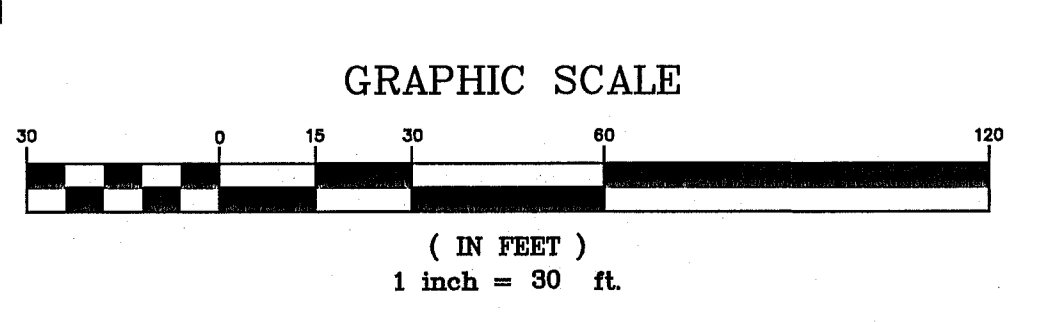 GRAPHIC SCALE
30 0 15 30 60 120
( IN FEET )
1 inch = 30 ft.